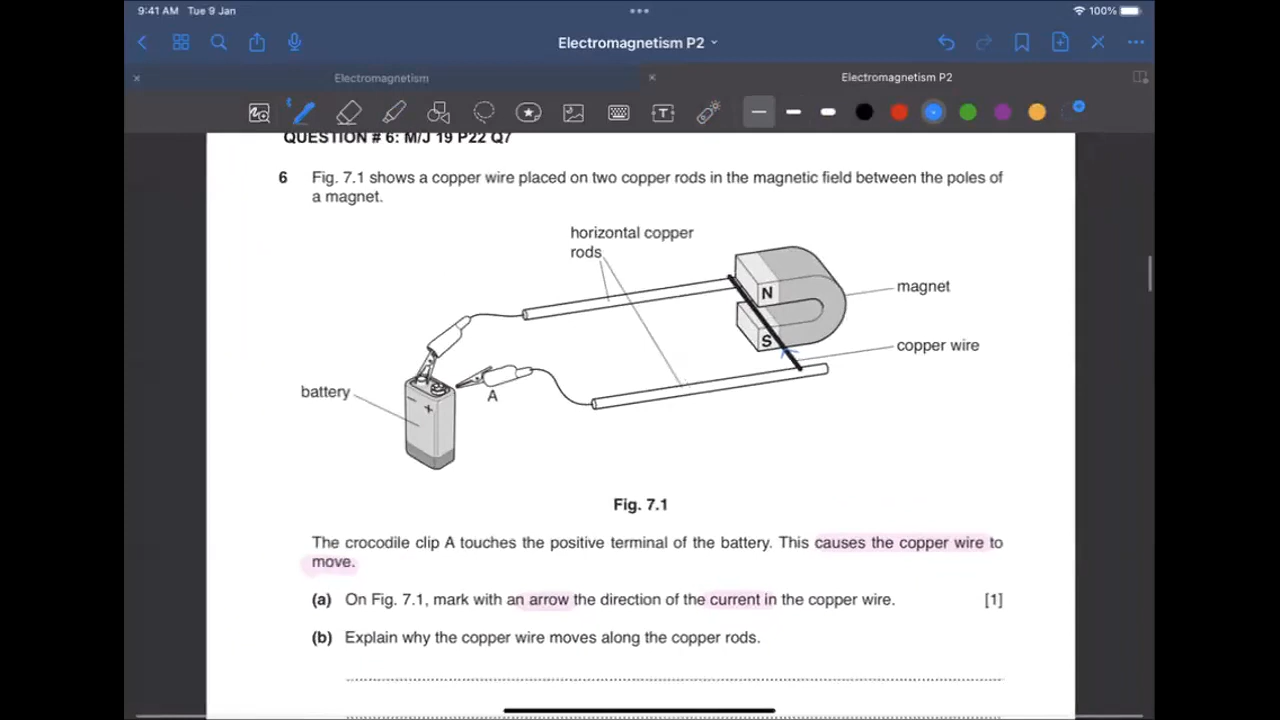 9:41 AM Tue 9 Jan
100%
Electromagnetism P2
Electromagnetism
Electromagnetism P2
T
QUESTION # 6: M/J 19 P22 Q7
6 Fig. 7.1 shows a copper wire placed on two copper rods in the magnetic field between the poles of
a magnet.
horizontal copper
rods
N
magnet
S
copper wire
battery
A
– +
Fig. 7.1
The crocodile clip A touches the positive terminal of the battery. This causes the copper wire to
move.
(a) On Fig. 7.1, mark with an arrow the direction of the current in the copper wire. [1]
(b) Explain why the copper wire moves along the copper rods.